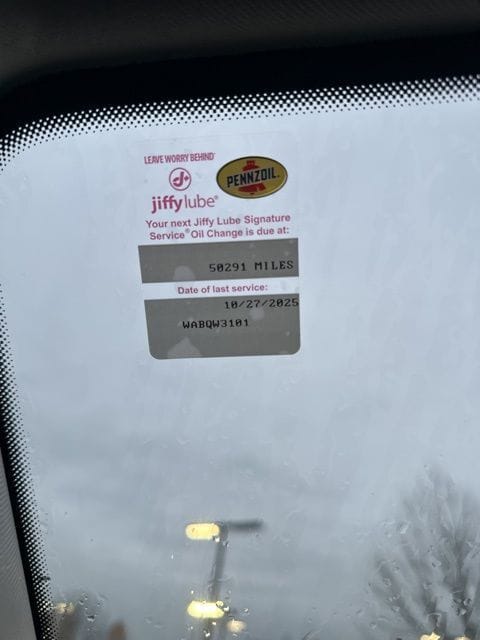 LEAVE WORRY BEHIND®
PENNZOIL.
jiffy lube®
Your next Jiffy Lube Signature
Service® Oil Change is due at:
50291 MILES
Date of last service:
10/27/2025
WABQW3101